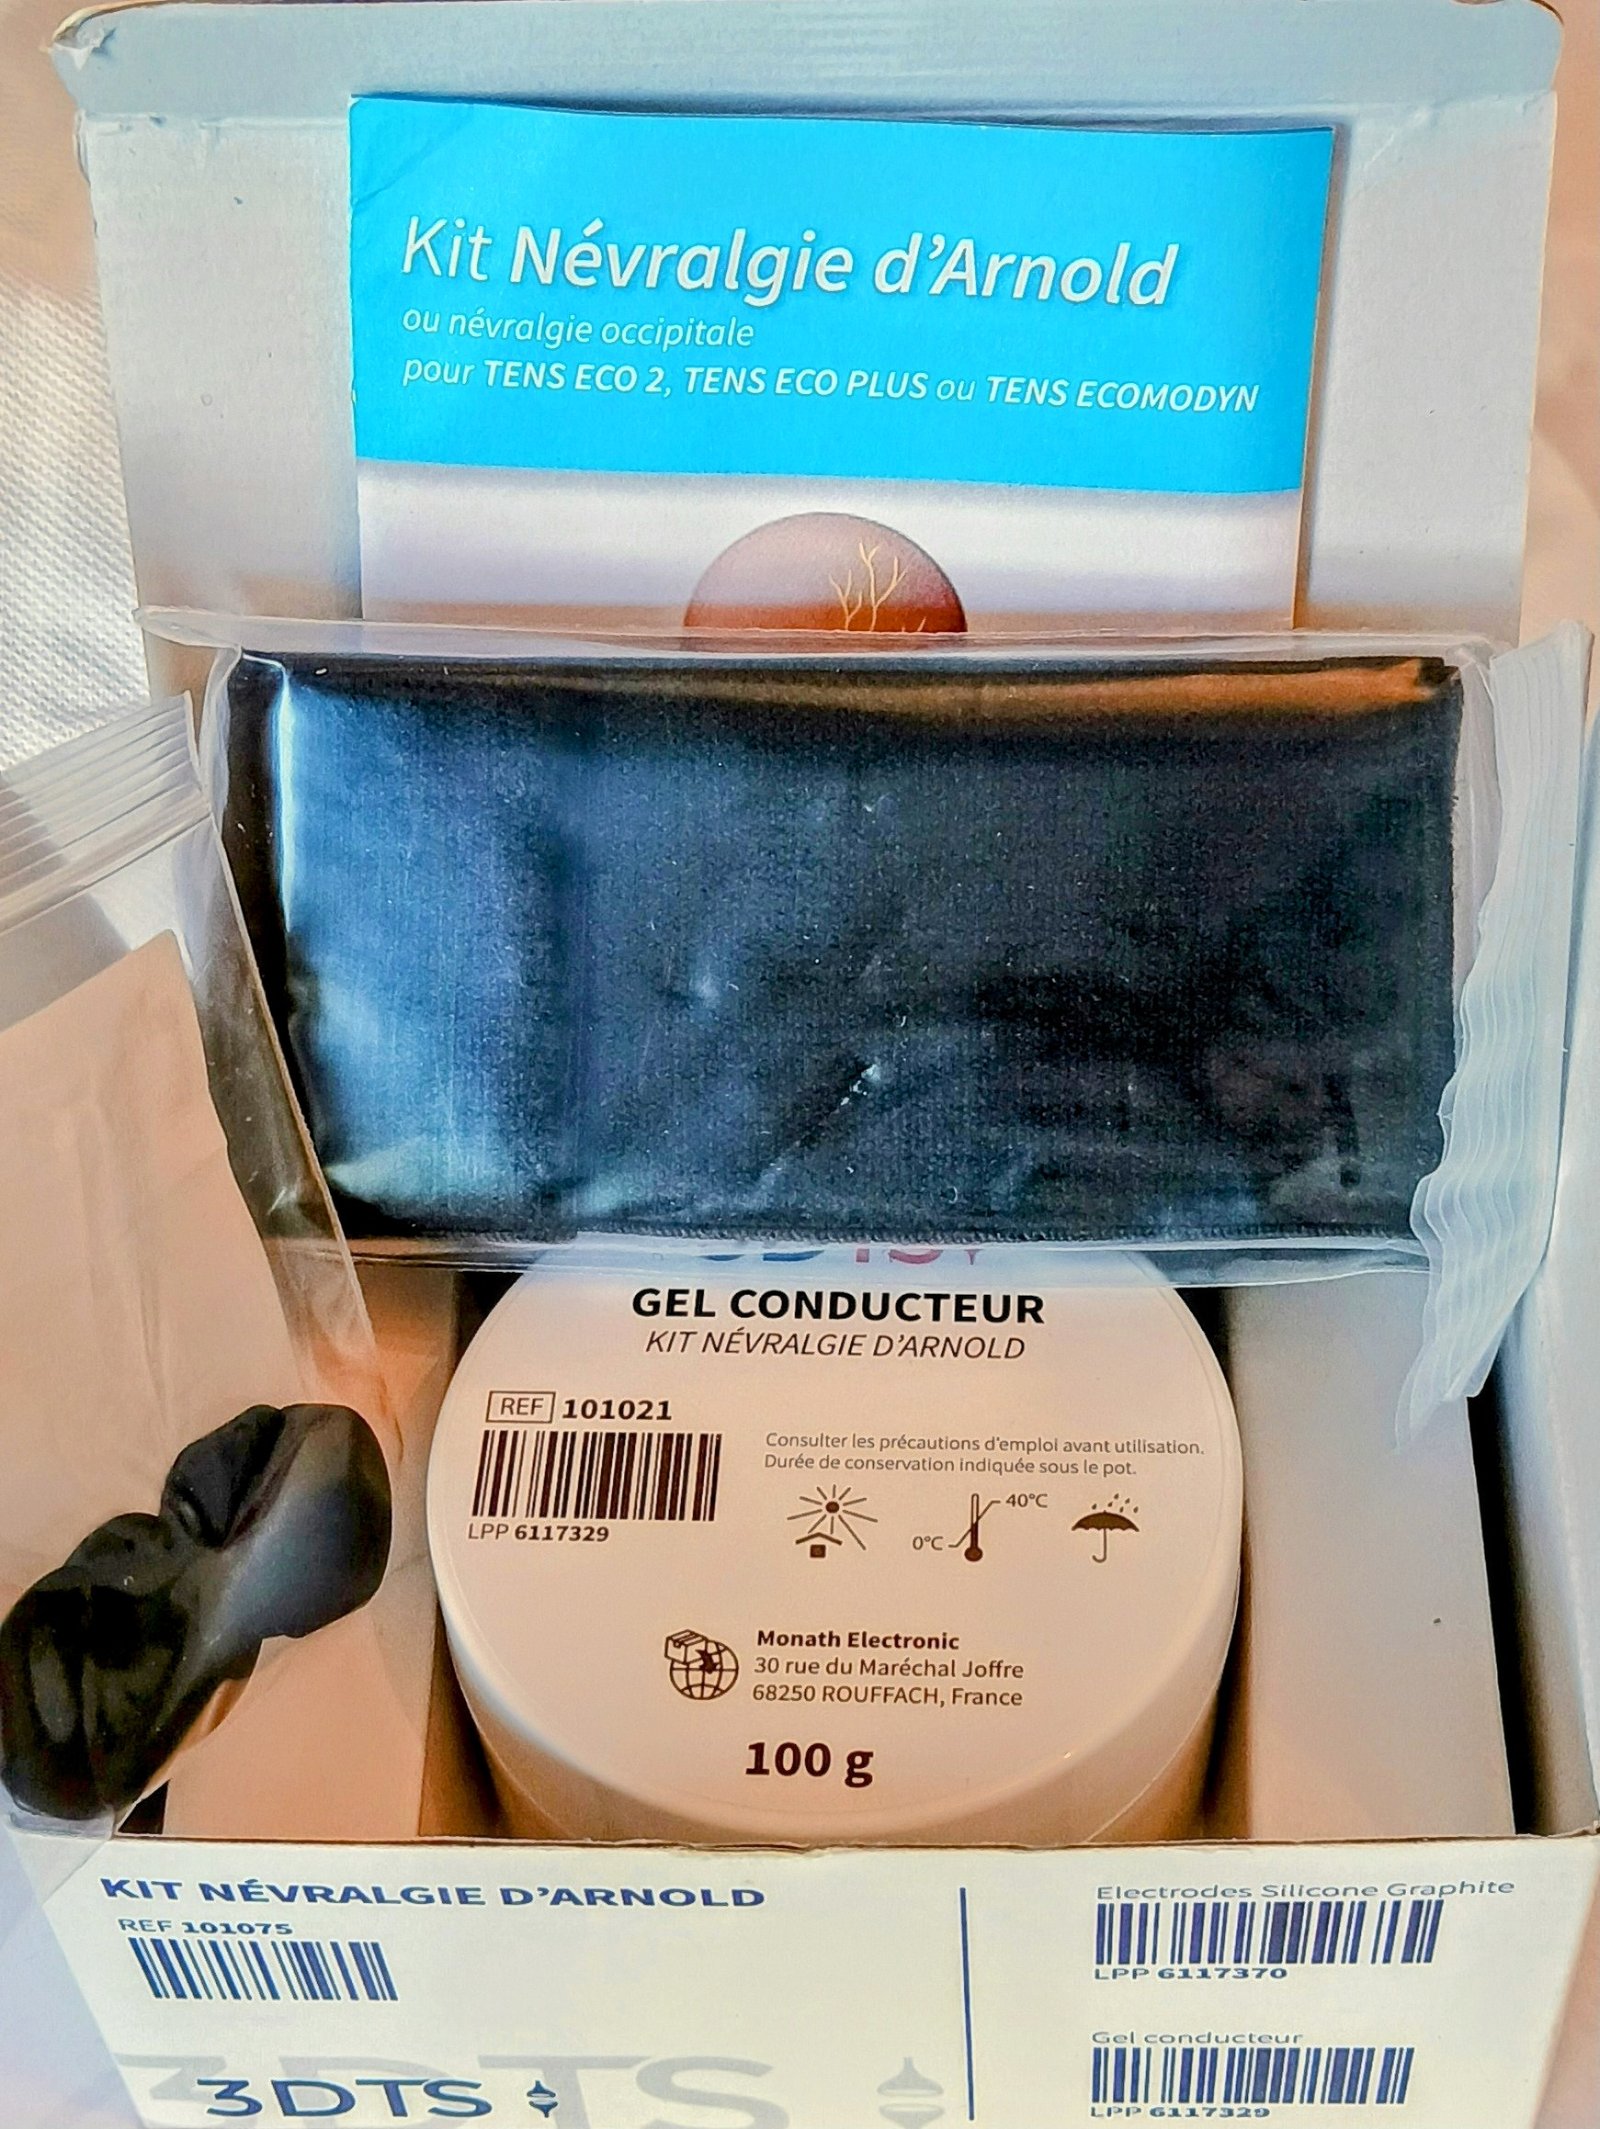 Kit Névralgie d'Arnold
ou névralgie occipitale
pour TENS ECO 2, TENS ECO PLUS ou TENS ECOMODYN
GEL CONDUCTEUR
KIT NÉVRALGIE D'ARNOLD
REF 101021
Consulter les précautions d'emploi avant utilisation.
Durée de conservation indiquée sous le pot.
LPP 6117329
0°C
40°C
Monath Electronic
30 rue du Maréchal Joffre
68250 ROUFFACH, France
100 g
KIT NÉVRALGIE D'ARNOLD
REF 101075
3DTS
3DTS
Electrodes Silicone Graphite
LPP 6117370
Gel conducteur
LPP 6117329